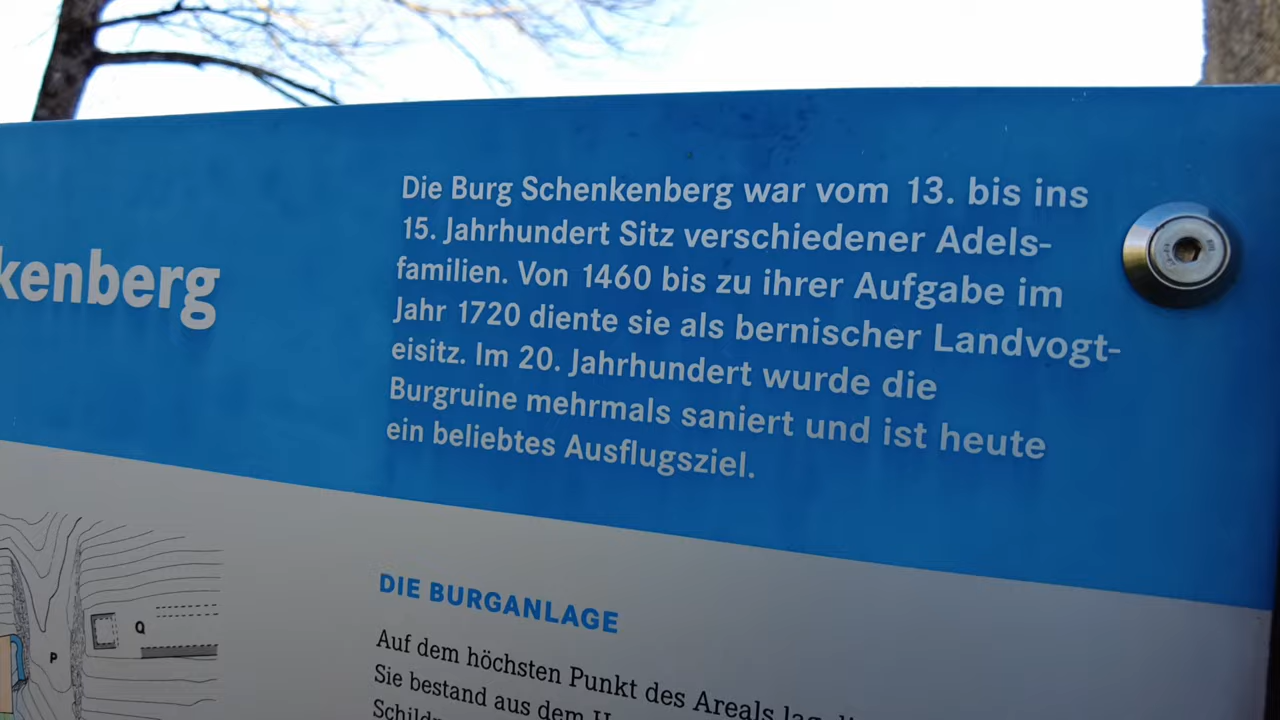 kenberg
Die Burg Schenkenberg war vom 13. bis ins
15. Jahrhundert Sitz verschiedener Adels-
familien. Von 1460 bis zu ihrer Aufgabe im
Jahr 1720 diente sie als bernischer Landvogt-
eisitz. Im 20. Jahrhundert wurde die
Burgruine mehrmals saniert und ist heute
ein beliebtes Ausflugsziel.
DIE BURGANLAGE
Auf dem höchsten Punkt des Areals
Sie bestand aus dem
Q
P